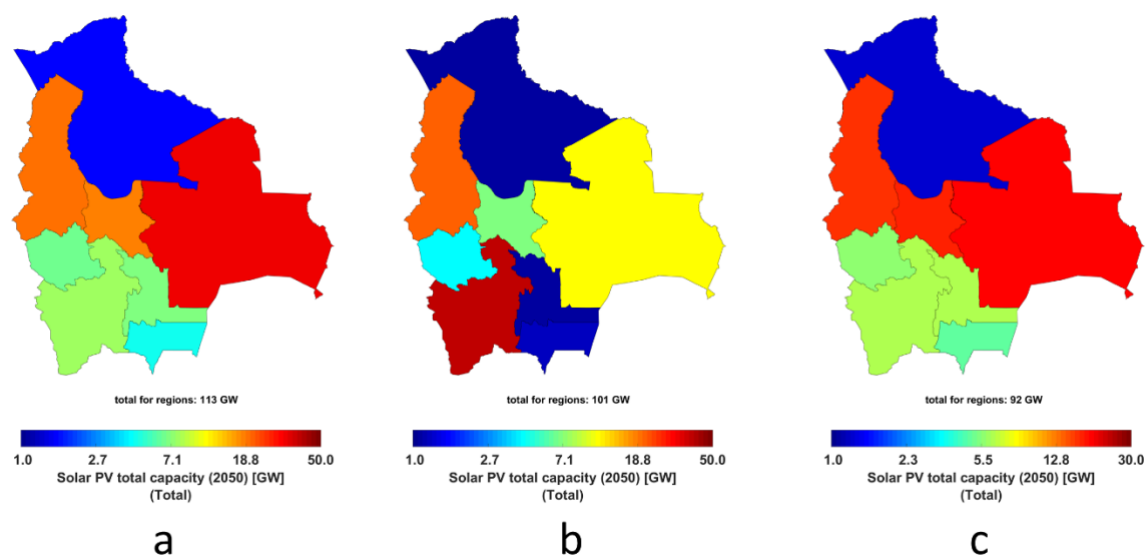 total for regions: 113 GW
1.0 2.7 7.1 18.8 50.0
Solar PV total capacity (2050) [GW]
(Total)
a
total for regions: 101 GW
1.0 2.7 7.1 18.8 50.0
Solar PV total capacity (2050) [GW]
(Total)
b
total for regions: 92 GW
1.0 2.3 5.5 12.8 30.0
Solar PV total capacity (2050) [GW]
(Total)
c